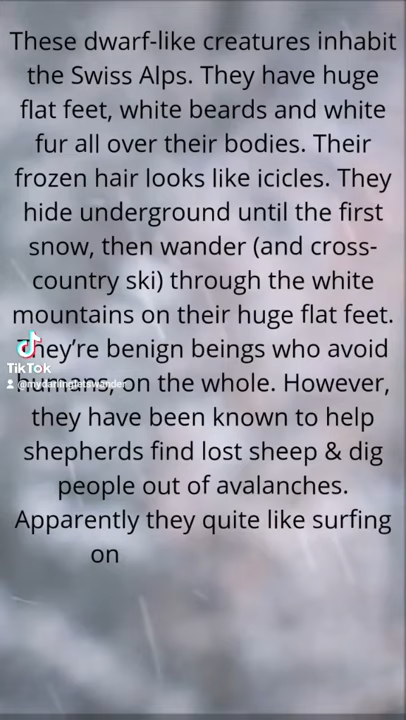 These dwarf-like creatures inhabit
the Swiss Alps. They have huge
flat feet, white beards and white
fur all over their bodies. Their
frozen hair looks like icicles. They
hide underground until the first
snow, then wander (and cross-
country ski) through the white
mountains on their huge flat feet.
They're benign beings who avoid
TikTok
humans, on the whole. However,
@mydarlingletswander
they have been known to help
shepherds find lost sheep & dig
people out of avalanches.
Apparently they quite like surfing
on